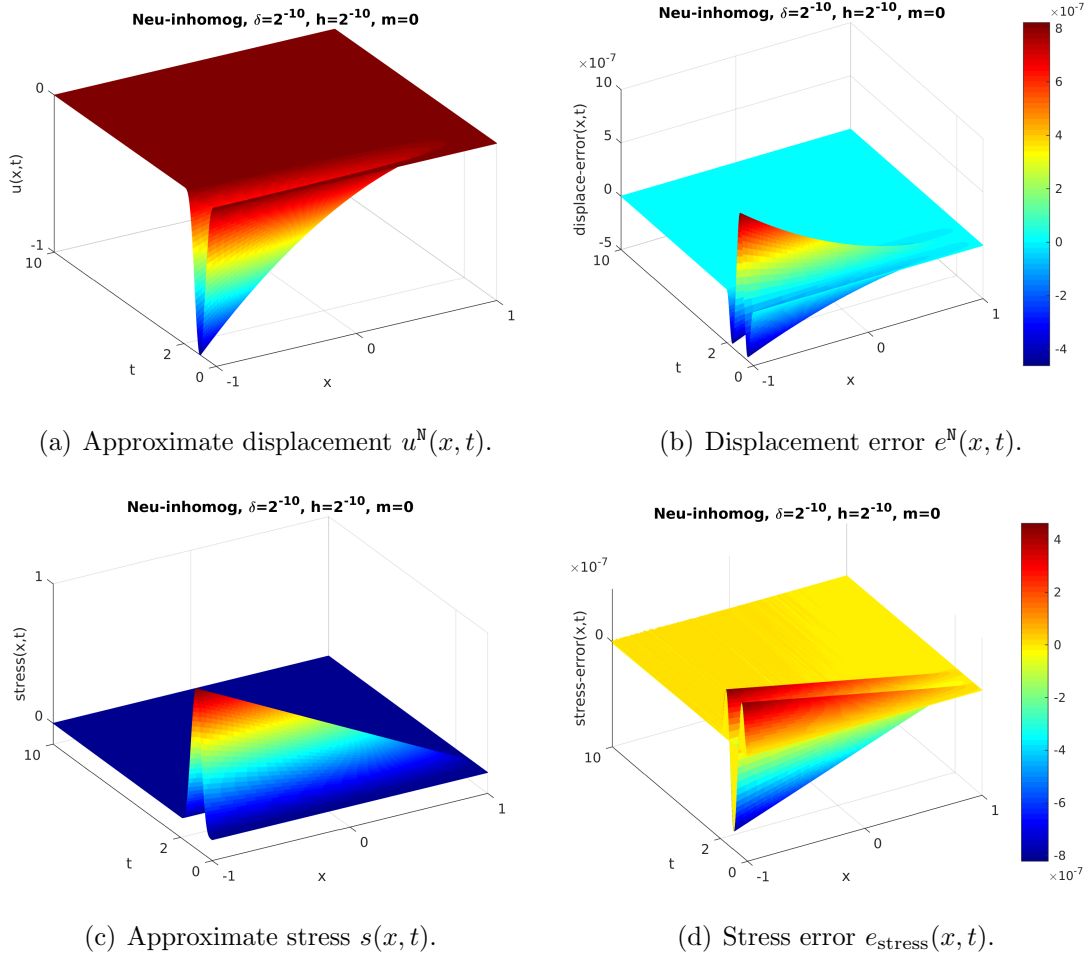 Neu-inhomog, δ=2^-10, h=2^-10, m=0
0
-1
u(x,t)
10
2
0
t
-1
0
1
x
Neu-inhomog, δ=2^-10, h=2^-10, m=0
×10^-7
10
5
0
-5
displace-error(x,t)
10
2
0
t
-1
0
1
x
×10^-7
8
6
4
2
0
-2
-4
(a) Approximate displacement u^N(x, t).
(b) Displacement error e^N(x, t).
Neu-inhomog, δ=2^-10, h=2^-10, m=0
1
0
stress(x,t)
10
2
0
t
-1
0
1
x
Neu-inhomog, δ=2^-10, h=2^-10, m=0
×10^-7
0
stress-error(x,t)
10
2
0
t
-1
0
1
x
4
2
0
-2
-4
-6
-8
×10^-7
(c) Approximate stress s(x, t).
(d) Stress error e_stress(x, t).